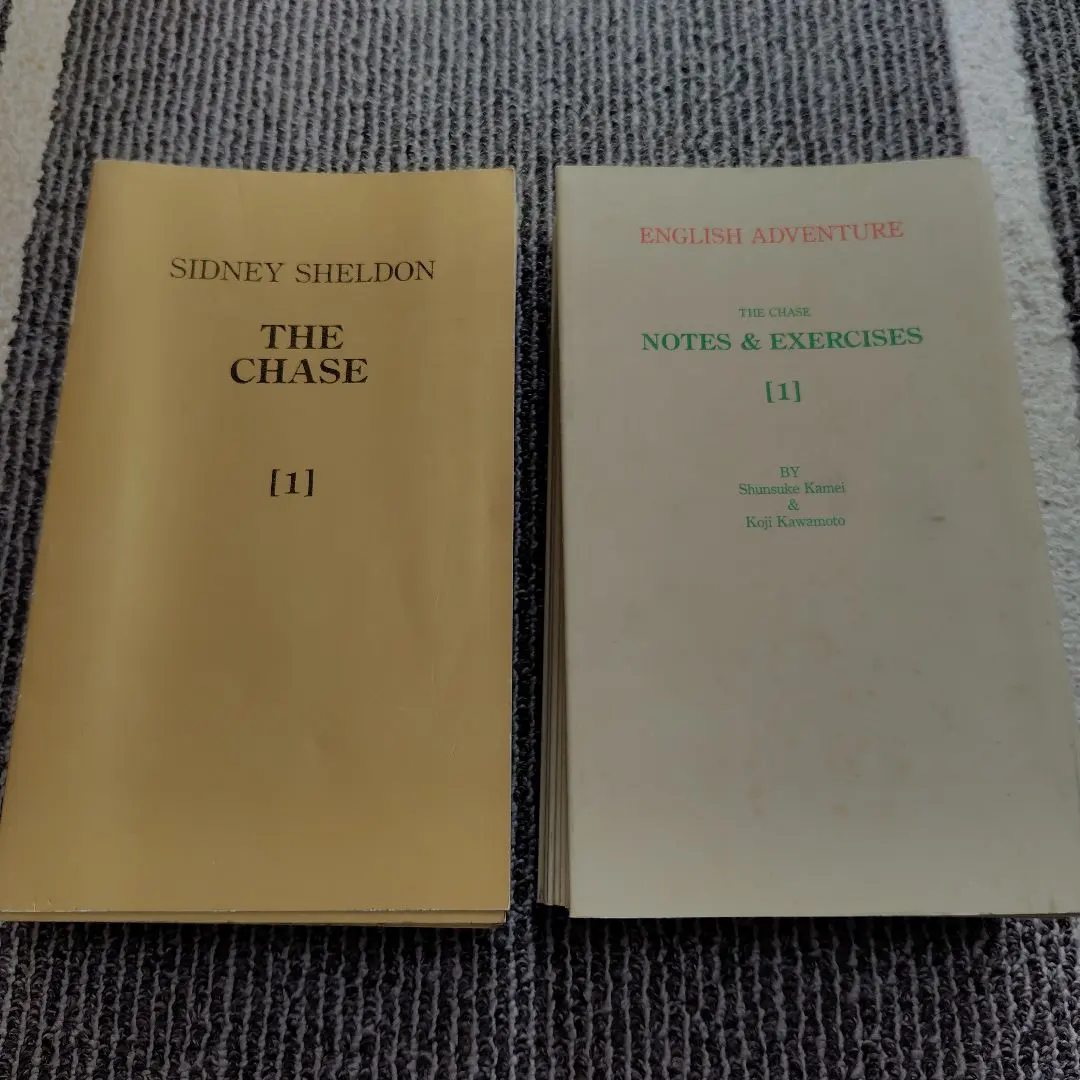 SIDNEY SHELDON
THE
CHASE
[1]
ENGLISH ADVENTURE
THE CHASE
NOTES & EXERCISES
[1]
BY
Shunsuke Kamei
&
Koji Kawamoto